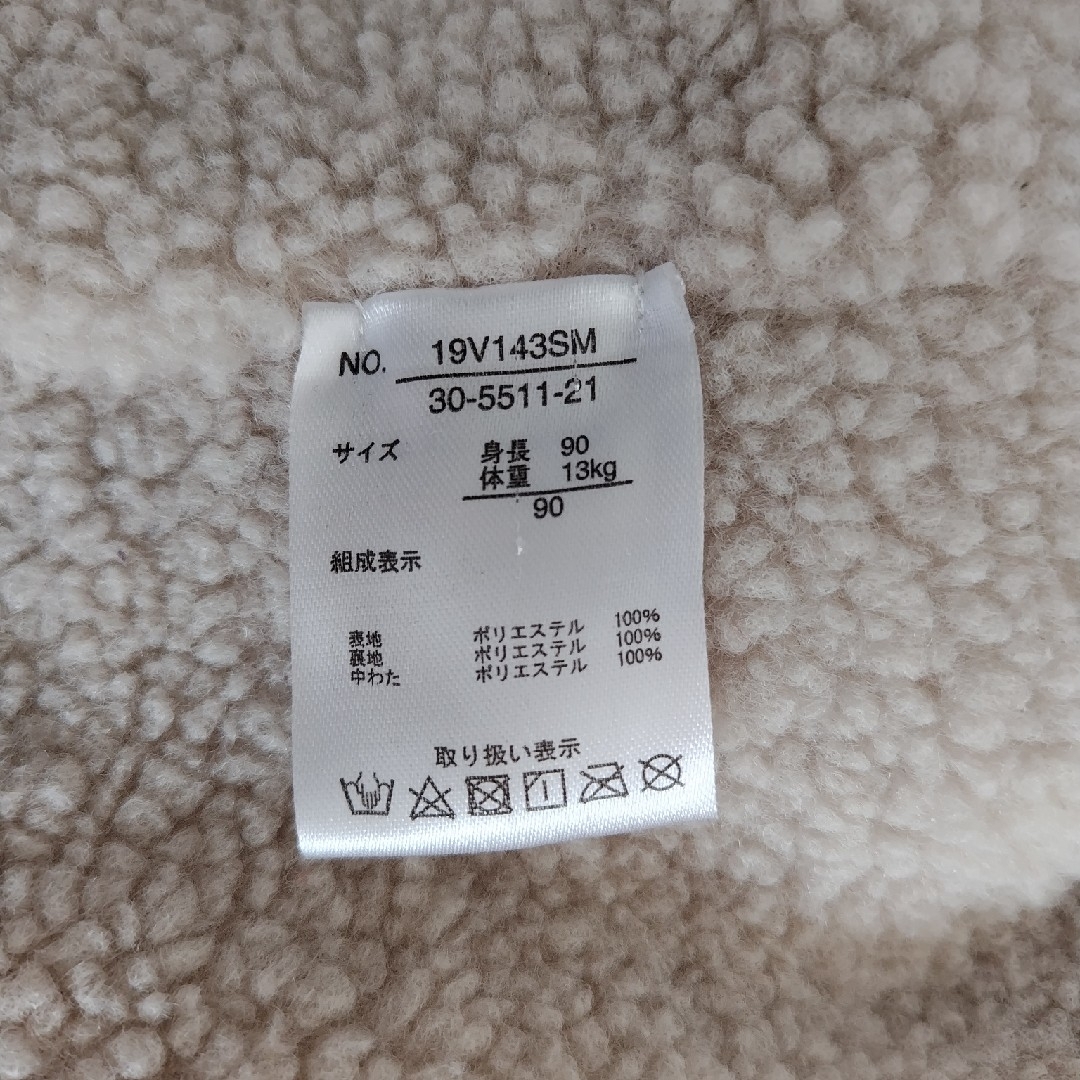 NO. 19V143SM
30-5511-21
サイズ 身長 90
体重 13kg
90
組成表示
表地 ポリエステル 100%
裏地 ポリエステル 100%
中わた ポリエステル 100%
取り扱い表示